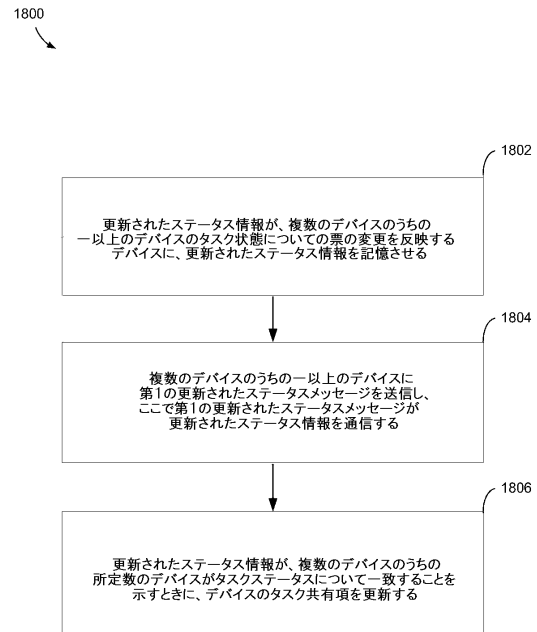 1800
1802
更新されたステータス情報が、複数のデバイスのうちの
一以上のデバイスのタスク状態についての票の変更を反映する
デバイスに、更新されたステータス情報を記憶させる
1804
複数のデバイスのうちの一以上のデバイスに
第1の更新されたステータスメッセージを送信し、
ここで第1の更新されたステータスメッセージが
更新されたステータス情報を通信する
1806
更新されたステータス情報が、複数のデバイスのうちの
所定数のデバイスがタスクステータスについて一致することを
示すときに、デバイスのタスク共有項を更新する